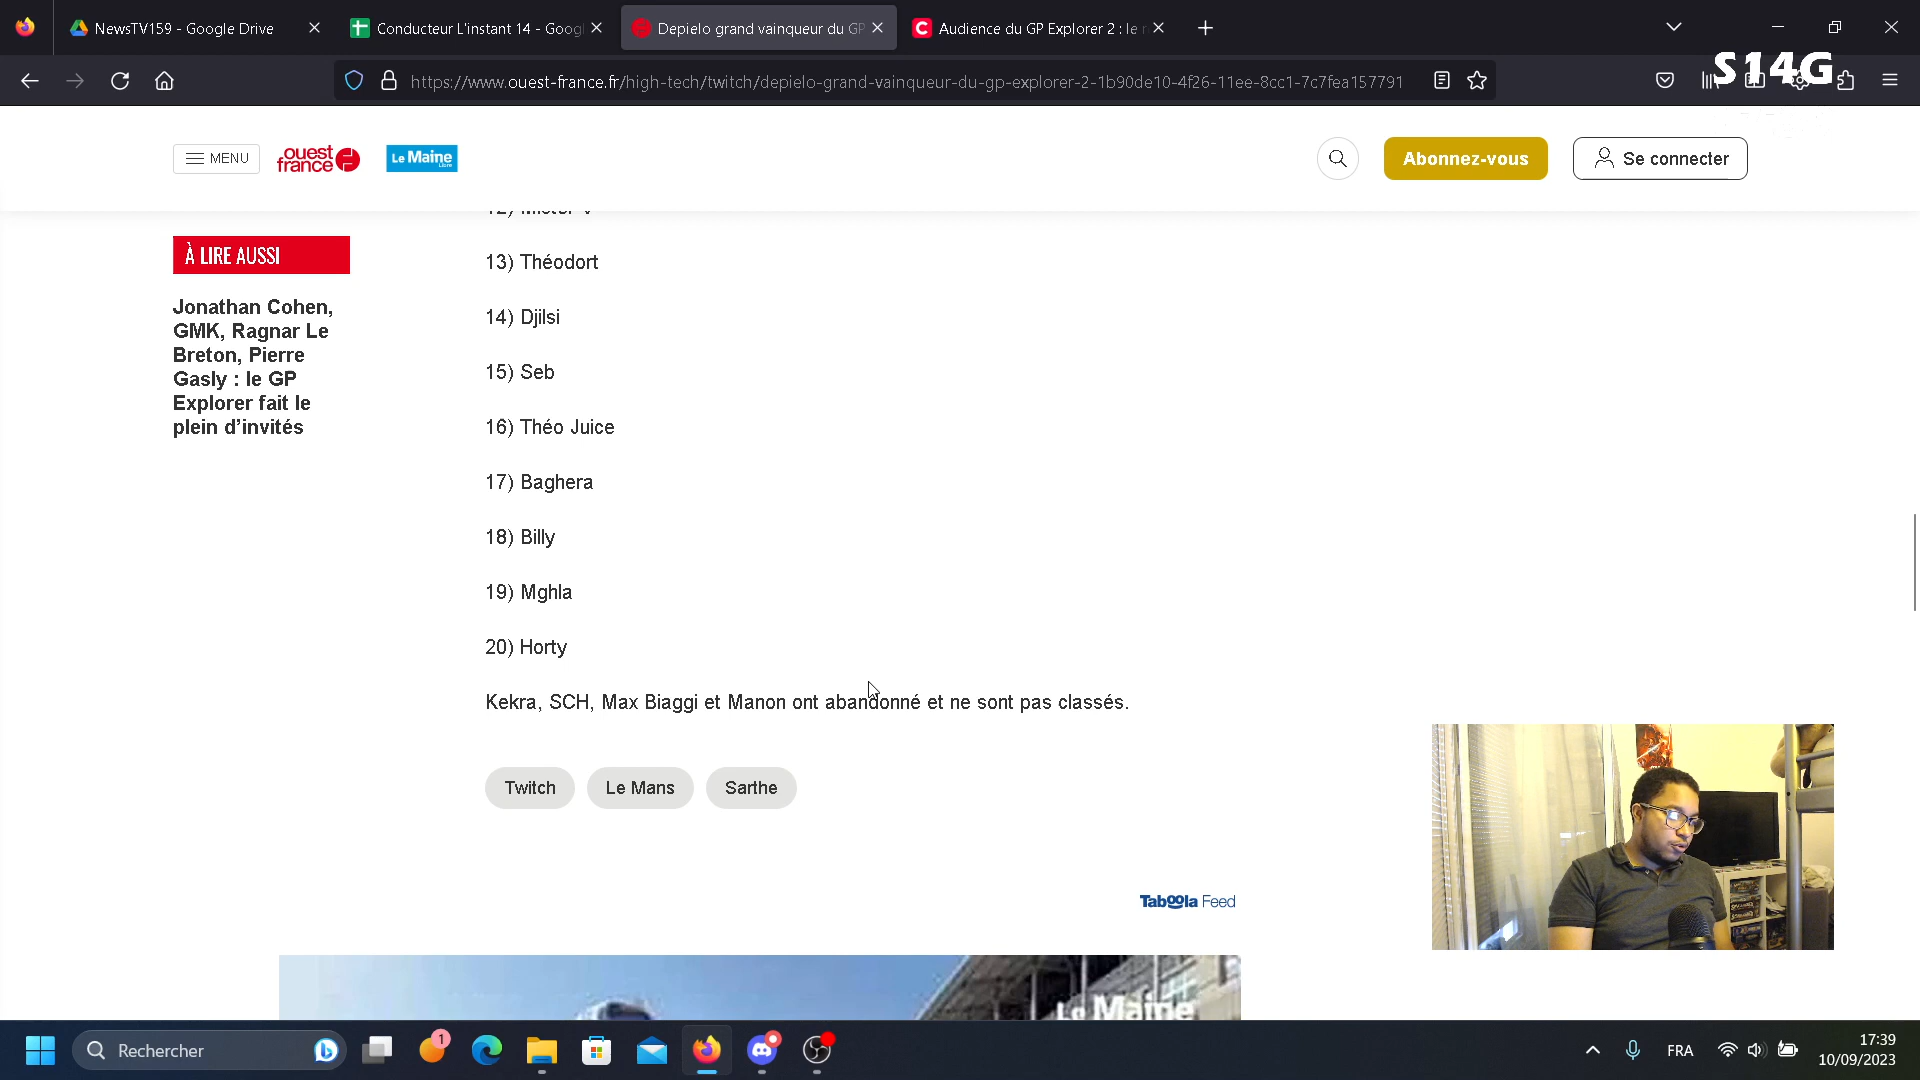 NewsTV159 - Google Drive
Conducteur L'instant 14 - Goog
Depielo grand vainqueur du GP
Audience du GP Explorer 2 : le
S14G
https://www.ouest-france.fr/high-tech/twitch/depielo-grand-vainqueur-du-gp-explorer-2-1b90de10-4f26-11ee-8cc1-7c7fea157791
MENU
ouest
france
Le Maine
Libre
Abonnez-vous
Se connecter
À LIRE AUSSI
Jonathan Cohen,
GMK, Ragnar Le
Breton, Pierre
Gasly : le GP
Explorer fait le
plein d’invités
13) Théodort
14) Djilsi
15) Seb
16) Théo Juice
17) Baghera
18) Billy
19) Mghla
20) Horty
Kekra, SCH, Max Biaggi et Manon ont abandonné et ne sont pas classés.
Twitch
Le Mans
Sarthe
Taboola Feed
Le Maine
Rechercher
1
FRA
17:39
10/09/2023